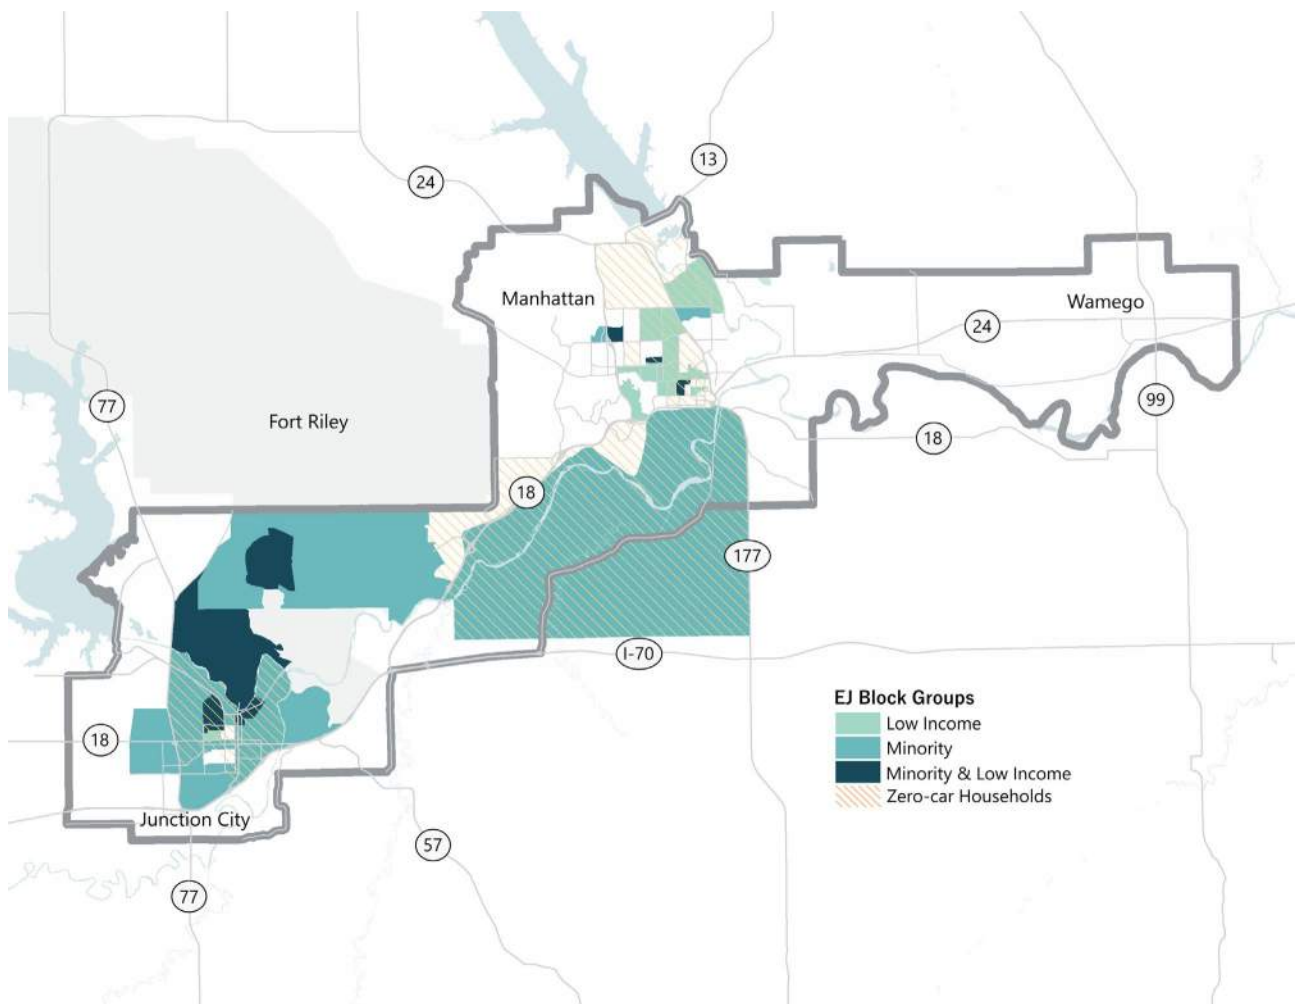 13
24
Manhattan
Wamego
24
77
99
Fort Riley
18
18
177
I-70
EJ Block Groups
Low Income
18
Minority
Minority & Low Income
Zero-car Households
Junction City
57
77